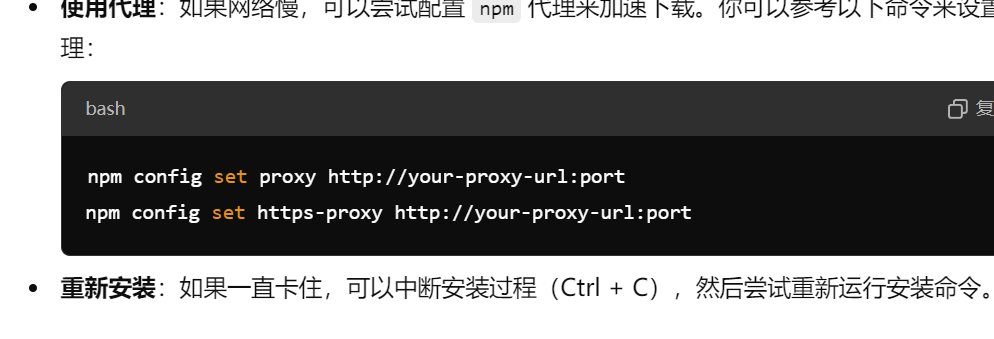 使用代理：如果网络慢，可以尝试配置 npm 代理来加速下载。你可以参考以下命令来设置
理：
bash
复
npm config set proxy http://your-proxy-url:port
npm config set https-proxy http://your-proxy-url:port
重新安装：如果一直卡住，可以中断安装过程（Ctrl + C），然后尝试重新运行安装命令。